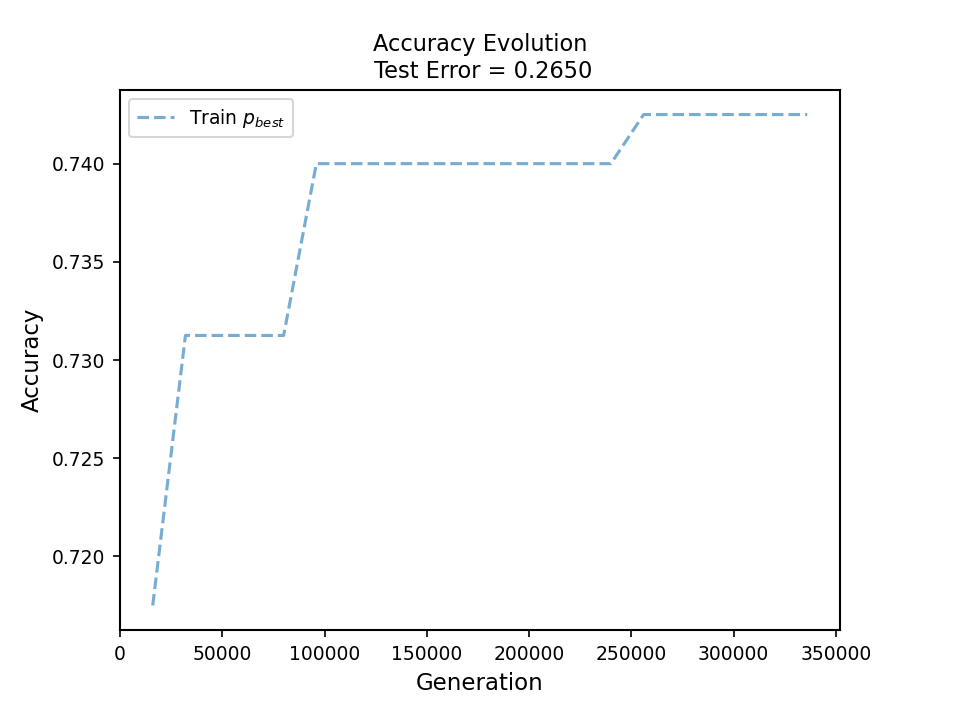 Accuracy Evolution
Test Error = 0.2650
Train p_best
0.740
0.735
0.730
0.725
0.720
Accuracy
0 50000 100000 150000 200000 250000 300000 350000
Generation